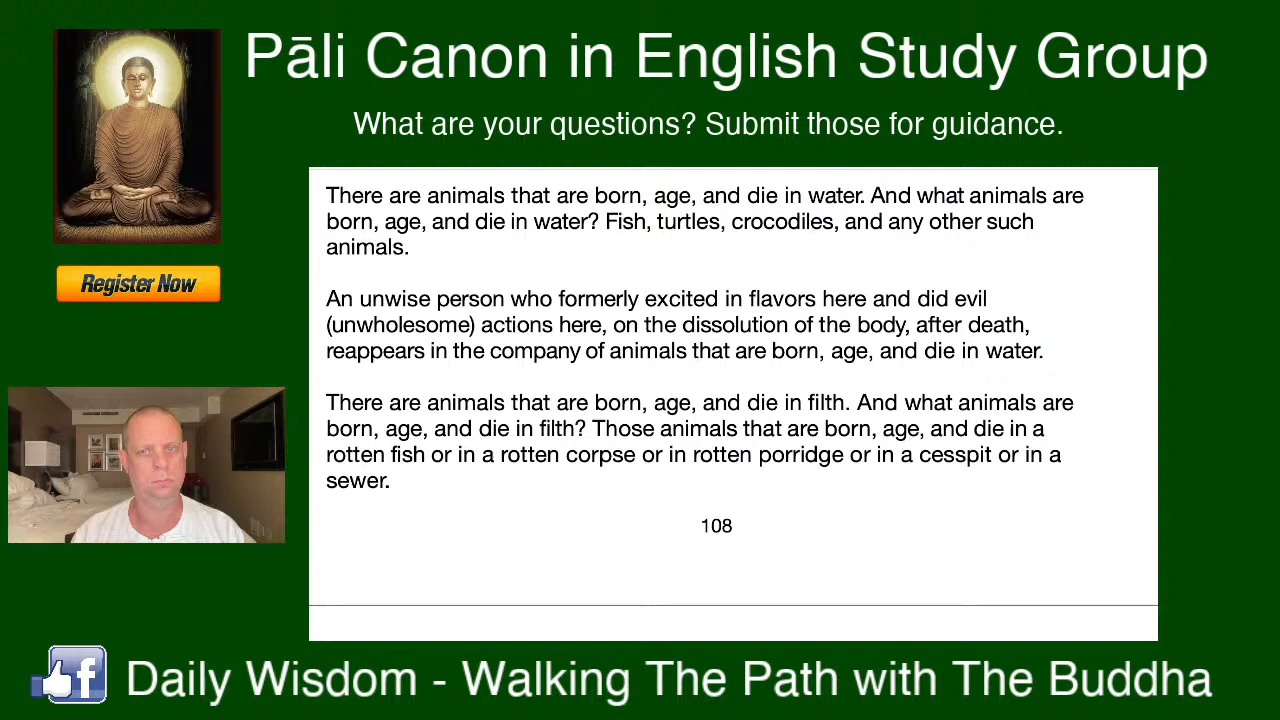 Pāli Canon in English Study Group
What are your questions? Submit those for guidance.
Register Now
There are animals that are born, age, and die in water. And what animals are
born, age, and die in water? Fish, turtles, crocodiles, and any other such
animals.
An unwise person who formerly excited in flavors here and did evil
(unwholesome) actions here, on the dissolution of the body, after death,
reappears in the company of animals that are born, age, and die in water.
There are animals that are born, age, and die in filth. And what animals are
born, age, and die in filth? Those animals that are born, age, and die in a
rotten fish or in a rotten corpse or in rotten porridge or in a cesspit or in a
sewer.
108
f
Daily Wisdom - Walking The Path with The Buddha